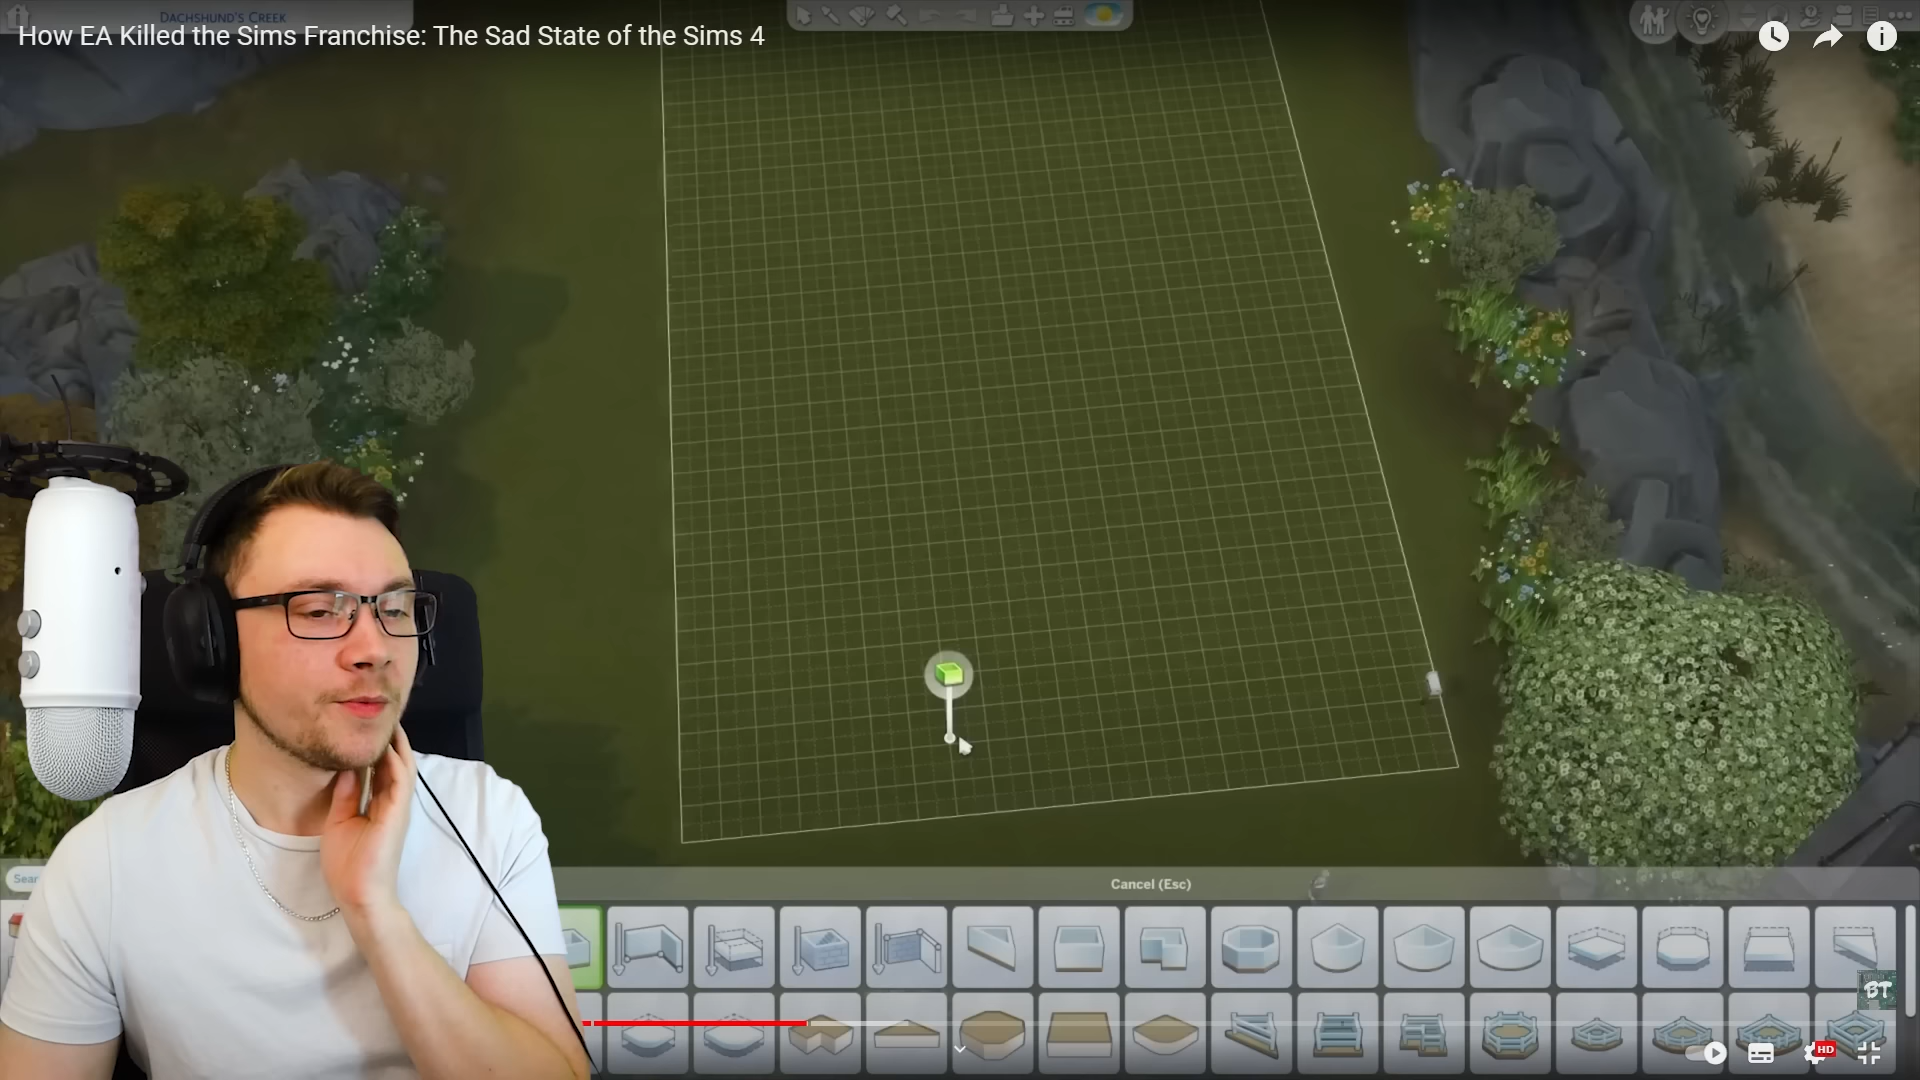 DACHSHUND'S CREEK
How EA Killed the Sims Franchise: The Sad State of the Sims 4
Sear
Cancel (Esc)
BT
HD